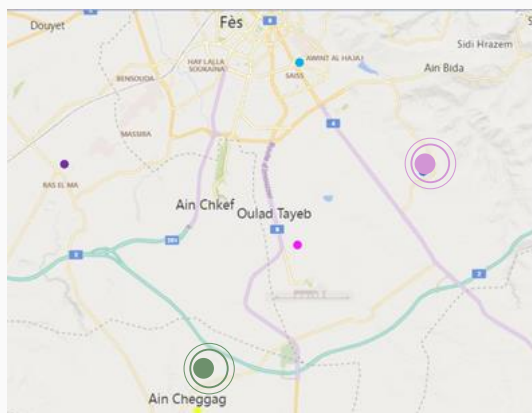 Fès
Douyet
Sidi Hrazem
HAY LALLA
SOUKAINA
AWINT AL HAJAJ
Ain Bida
BENSOUDA
SAISS
MASSIRA
RAS EL MA
Ain Chkef
Oulad Tayeb
Ain Cheggag